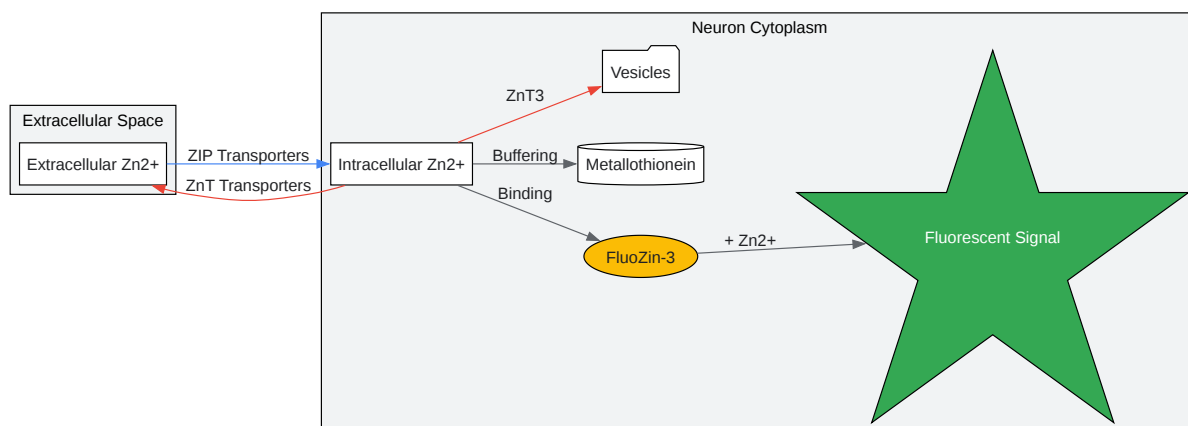 Neuron Cytoplasm
Vesicles
ZnT3
Extracellular Space
Extracellular Zn2+
ZIP Transporters
Intracellular Zn2+
Buffering
Metallothionein
ZnT Transporters
Binding
FluoZin-3
+ Zn2+
Fluorescent Signal